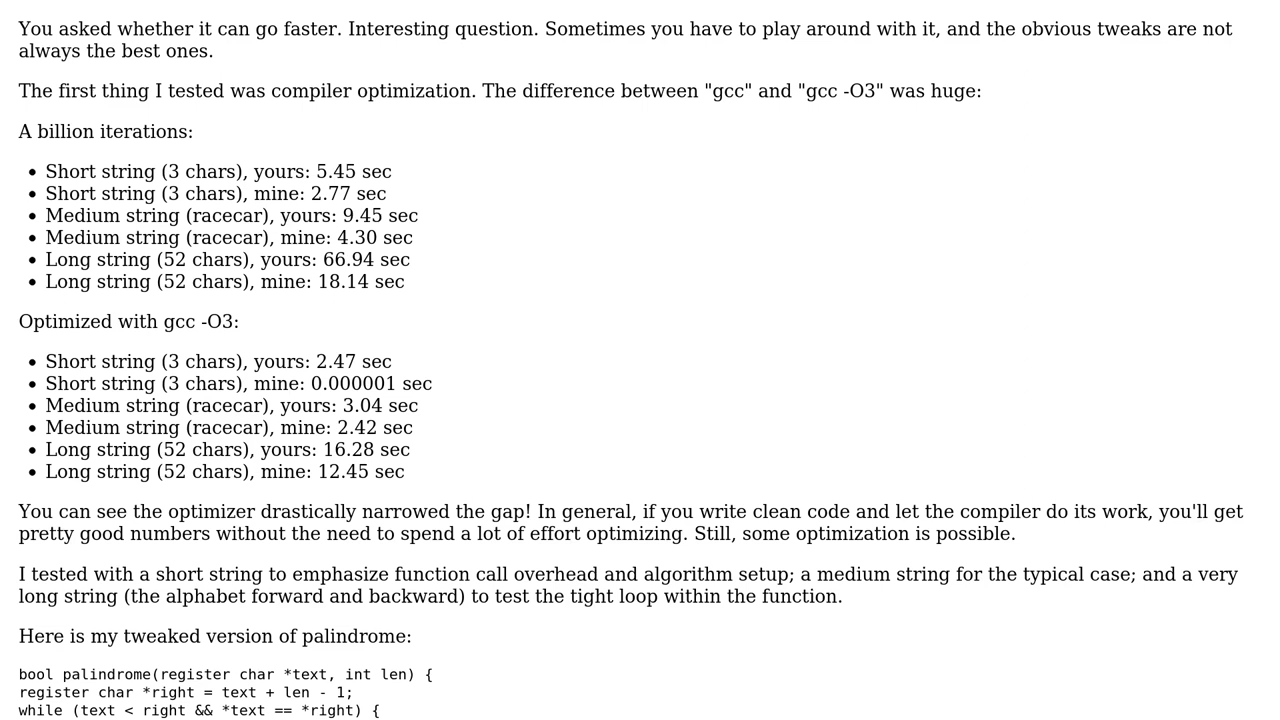 You asked whether it can go faster. Interesting question. Sometimes you have to play around with it, and the obvious tweaks are not
always the best ones.
The first thing I tested was compiler optimization. The difference between "gcc" and "gcc -O3" was huge:
A billion iterations:
• Short string (3 chars), yours: 5.45 sec
• Short string (3 chars), mine: 2.77 sec
• Medium string (racecar), yours: 9.45 sec
• Medium string (racecar), mine: 4.30 sec
• Long string (52 chars), yours: 66.94 sec
• Long string (52 chars), mine: 18.14 sec
Optimized with gcc -O3:
• Short string (3 chars), yours: 2.47 sec
• Short string (3 chars), mine: 0.000001 sec
• Medium string (racecar), yours: 3.04 sec
• Medium string (racecar), mine: 2.42 sec
• Long string (52 chars), yours: 16.28 sec
• Long string (52 chars), mine: 12.45 sec
You can see the optimizer drastically narrowed the gap! In general, if you write clean code and let the compiler do its work, you'll get
pretty good numbers without the need to spend a lot of effort optimizing. Still, some optimization is possible.
I tested with a short string to emphasize function call overhead and algorithm setup; a medium string for the typical case; and a very
long string (the alphabet forward and backward) to test the tight loop within the function.
Here is my tweaked version of palindrome:
bool palindrome(register char *text, int len) {
register char *right = text + len - 1;
while (text < right && *text == *right) {